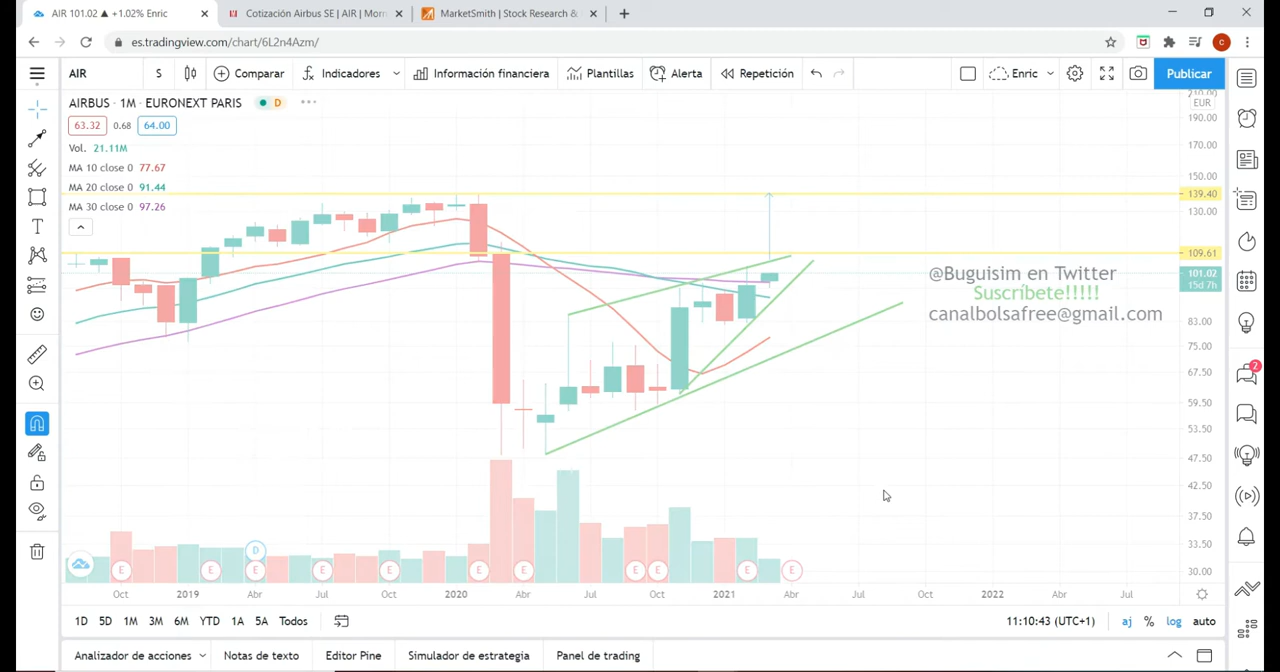 AIR 101.02 ▲ +1.02% Enric
Cotización Airbus SE | AIR | Morn
MarketSmith | Stock Research &
es.tradingview.com/chart/6L2n4Azm/
AIR
S
Comparar
Indicadores
Información financiera
Plantillas
Alerta
Repetición
Enric
Publicar
AIRBUS · 1M · EURONEXT PARIS
D
63.32 0.68 64.00
Vol. 21.11M
MA 10 close 0 77.67
MA 20 close 0 91.44
MA 30 close 0 97.26
210.00
EUR
190.00
170.00
150.00
139.40
130.00
109.61
101.02
15d 7h
83.00
75.00
67.50
59.50
53.50
47.50
42.50
37.50
33.50
30.00
@Buguisim en Twitter
Suscríbete!!!!!
canalbolsafree@gmail.com
2
D
E E E E E E E E E E E
Oct 2019 Abr Jul Oct 2020 Abr Jul Oct 2021 Abr Jul Oct 2022 Abr Jul
1D 5D 1M 3M 6M YTD 1A 5A Todos
11:10:43 (UTC+1) aj % log auto
Analizador de acciones Notas de texto Editor Pine Simulador de estrategia Panel de trading